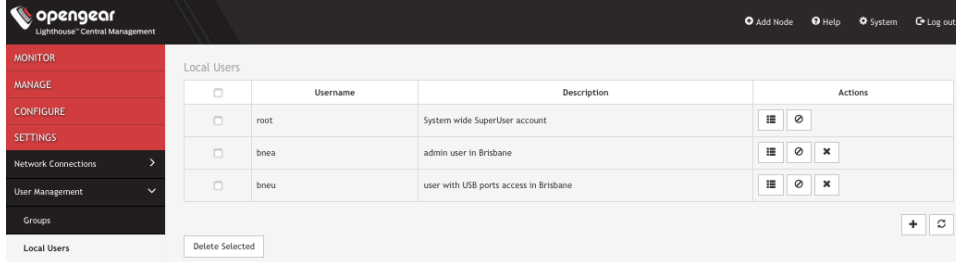 opengear
Lighthouse™ Central Management
Add Node Help System Log out
MONITOR
MANAGE
CONFIGURE
SETTINGS
Network Connections
User Management
Groups
Local Users
Local Users
Username Description Actions
root System wide SuperUser account
bnea admin user in Brisbane
bneu user with USB ports access in Brisbane
Delete Selected